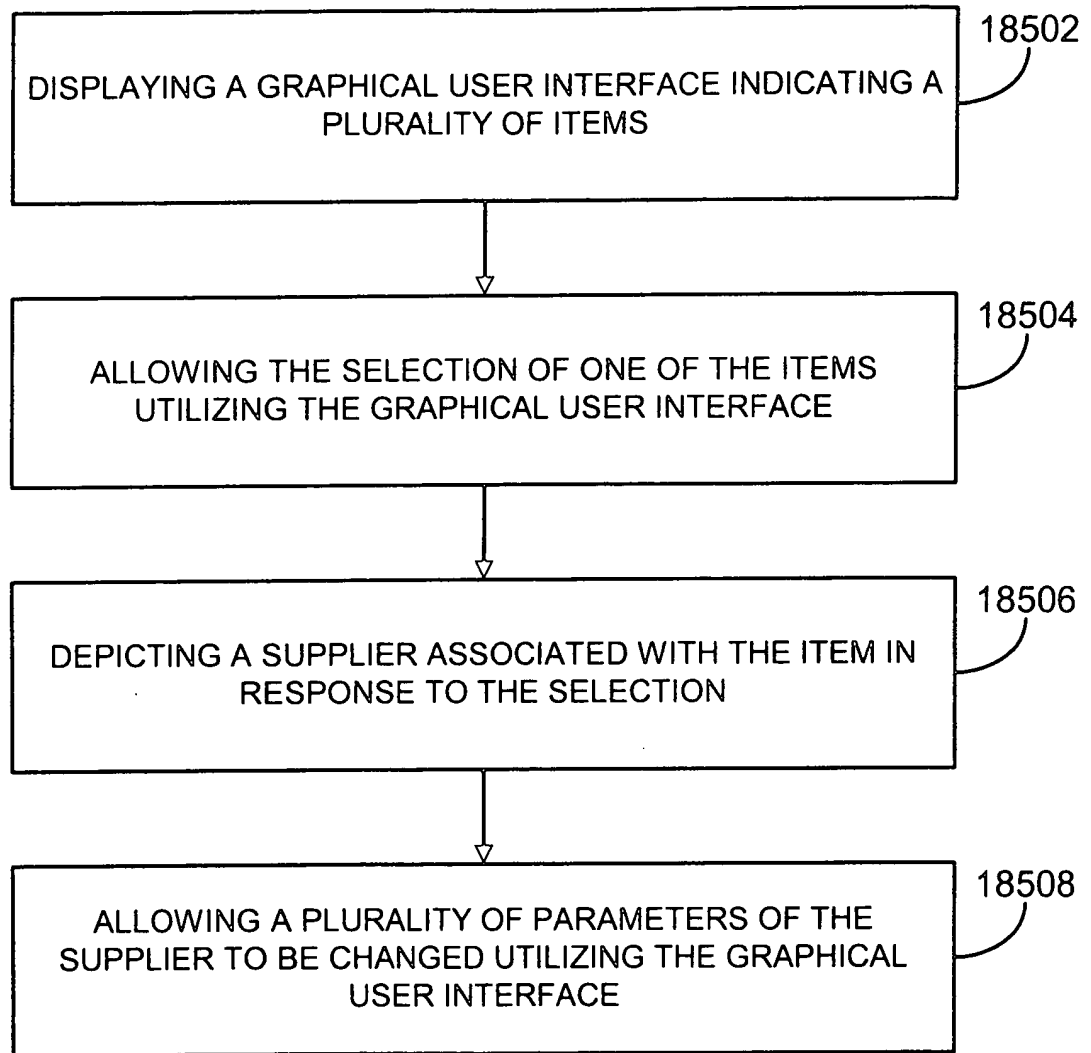 18502
DISPLAYING A GRAPHICAL USER INTERFACE INDICATING A
PLURALITY OF ITEMS
18504
ALLOWING THE SELECTION OF ONE OF THE ITEMS
UTILIZING THE GRAPHICAL USER INTERFACE
18506
DEPICTING A SUPPLIER ASSOCIATED WITH THE ITEM IN
RESPONSE TO THE SELECTION
18508
ALLOWING A PLURALITY OF PARAMETERS OF THE
SUPPLIER TO BE CHANGED UTILIZING THE GRAPHICAL
USER INTERFACE